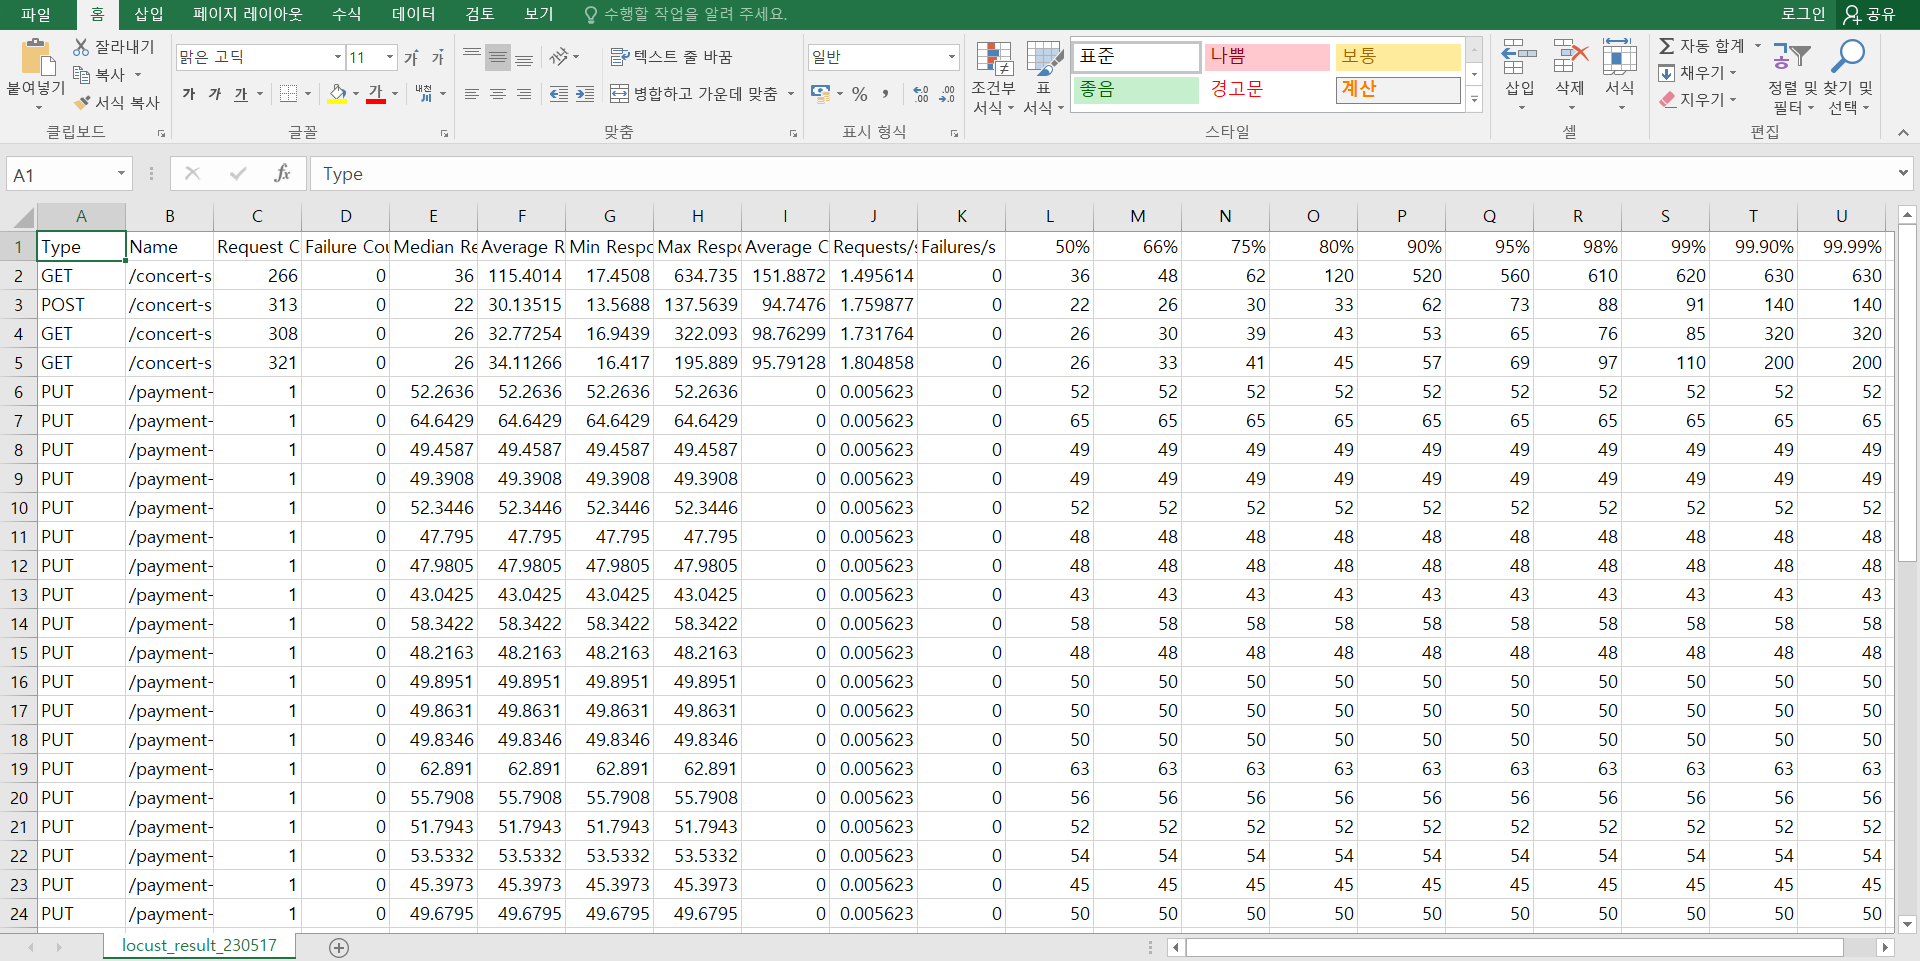 파일 홈 삽입 페이지 레이아웃 수식 데이터 검토 보기 수행할 작업을 알려 주세요. 로그인 공유
붙여넣기 잘라내기 복사 서식 복사 클립보드
맑은 고딕 11 가 가 가 가 가 가 내천 글꼴
텍스트 줄 바꿈 병합하고 가운데 맞춤 맞춤
일반 % , 표시 형식
조건부 서식 표 서식 표준 나쁨 보통 좋음 경고문 계산 스타일
삽입 삭제 서식 셀
자동 합계 채우기 지우기 정렬 및 필터 찾기 및 선택 편집
A1 fx Type
A B C D E F G H I J K L M N O P Q R S T U
1 Type Name Request C Failure Cou Median Re Average R Min Respo Max Respo Average C Requests/s Failures/s 50% 66% 75% 80% 90% 95% 98% 99% 99.90% 99.99%
2 GET /concert-s 266 0 36 115.4014 17.4508 634.735 151.8872 1.495614 0 36 48 62 120 520 560 610 620 630 630
3 POST /concert-s 313 0 22 30.13515 13.5688 137.5639 94.7476 1.759877 0 22 26 30 33 62 73 88 91 140 140
4 GET /concert-s 308 0 26 32.77254 16.9439 322.093 98.76299 1.731764 0 26 30 39 43 53 65 76 85 320 320
5 GET /concert-s 321 0 26 34.11266 16.417 195.889 95.79128 1.804858 0 26 33 41 45 57 69 97 110 200 200
6 PUT /payment- 1 0 52.2636 52.2636 52.2636 52.2636 0 0.005623 0 52 52 52 52 52 52 52 52 52 52
7 PUT /payment- 1 0 64.6429 64.6429 64.6429 64.6429 0 0.005623 0 65 65 65 65 65 65 65 65 65 65
8 PUT /payment- 1 0 49.4587 49.4587 49.4587 49.4587 0 0.005623 0 49 49 49 49 49 49 49 49 49 49
9 PUT /payment- 1 0 49.3908 49.3908 49.3908 49.3908 0 0.005623 0 49 49 49 49 49 49 49 49 49 49
10 PUT /payment- 1 0 52.3446 52.3446 52.3446 52.3446 0 0.005623 0 52 52 52 52 52 52 52 52 52 52
11 PUT /payment- 1 0 47.795 47.795 47.795 47.795 0 0.005623 0 48 48 48 48 48 48 48 48 48 48
12 PUT /payment- 1 0 47.9805 47.9805 47.9805 47.9805 0 0.005623 0 48 48 48 48 48 48 48 48 48 48
13 PUT /payment- 1 0 43.0425 43.0425 43.0425 43.0425 0 0.005623 0 43 43 43 43 43 43 43 43 43 43
14 PUT /payment- 1 0 58.3422 58.3422 58.3422 58.3422 0 0.005623 0 58 58 58 58 58 58 58 58 58 58
15 PUT /payment- 1 0 48.2163 48.2163 48.2163 48.2163 0 0.005623 0 48 48 48 48 48 48 48 48 48 48
16 PUT /payment- 1 0 49.8951 49.8951 49.8951 49.8951 0 0.005623 0 50 50 50 50 50 50 50 50 50 50
17 PUT /payment- 1 0 49.8631 49.8631 49.8631 49.8631 0 0.005623 0 50 50 50 50 50 50 50 50 50 50
18 PUT /payment- 1 0 49.8346 49.8346 49.8346 49.8346 0 0.005623 0 50 50 50 50 50 50 50 50 50 50
19 PUT /payment- 1 0 62.891 62.891 62.891 62.891 0 0.005623 0 63 63 63 63 63 63 63 63 63 63
20 PUT /payment- 1 0 55.7908 55.7908 55.7908 55.7908 0 0.005623 0 56 56 56 56 56 56 56 56 56 56
21 PUT /payment- 1 0 51.7943 51.7943 51.7943 51.7943 0 0.005623 0 52 52 52 52 52 52 52 52 52 52
22 PUT /payment- 1 0 53.5332 53.5332 53.5332 53.5332 0 0.005623 0 54 54 54 54 54 54 54 54 54 54
23 PUT /payment- 1 0 45.3973 45.3973 45.3973 45.3973 0 0.005623 0 45 45 45 45 45 45 45 45 45 45
24 PUT /payment- 1 0 49.6795 49.6795 49.6795 49.6795 0 0.005623 0 50 50 50 50 50 50 50 50 50 50
locust_result_230517